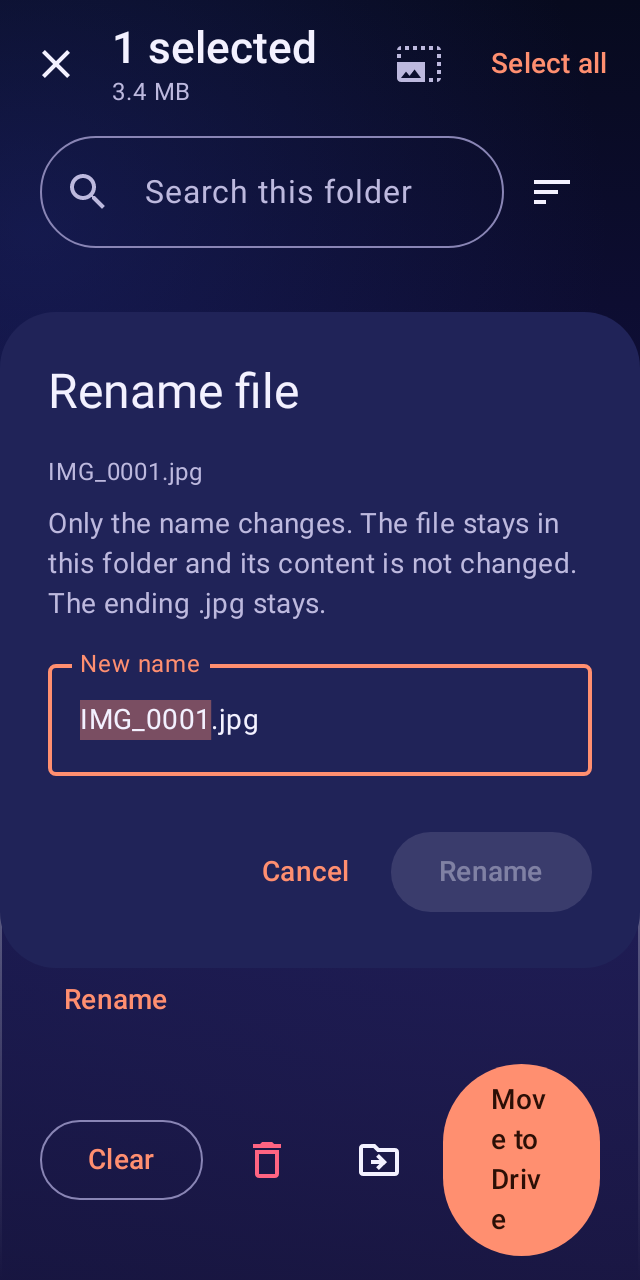 1 selected
3.4 MB
Select all
Search this folder
Rename file
IMG_0001.jpg
Only the name changes. The file stays in
this folder and its content is not changed.
The ending .jpg stays.
New name
IMG_0001.jpg
Cancel
Rename
Rename
Clear
Mov
e to
Driv
e